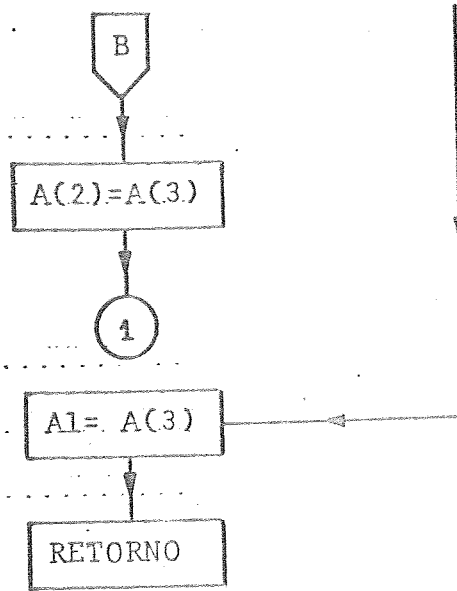 B
A(2)=A(3)
1
A1= A(3)
RETORNO